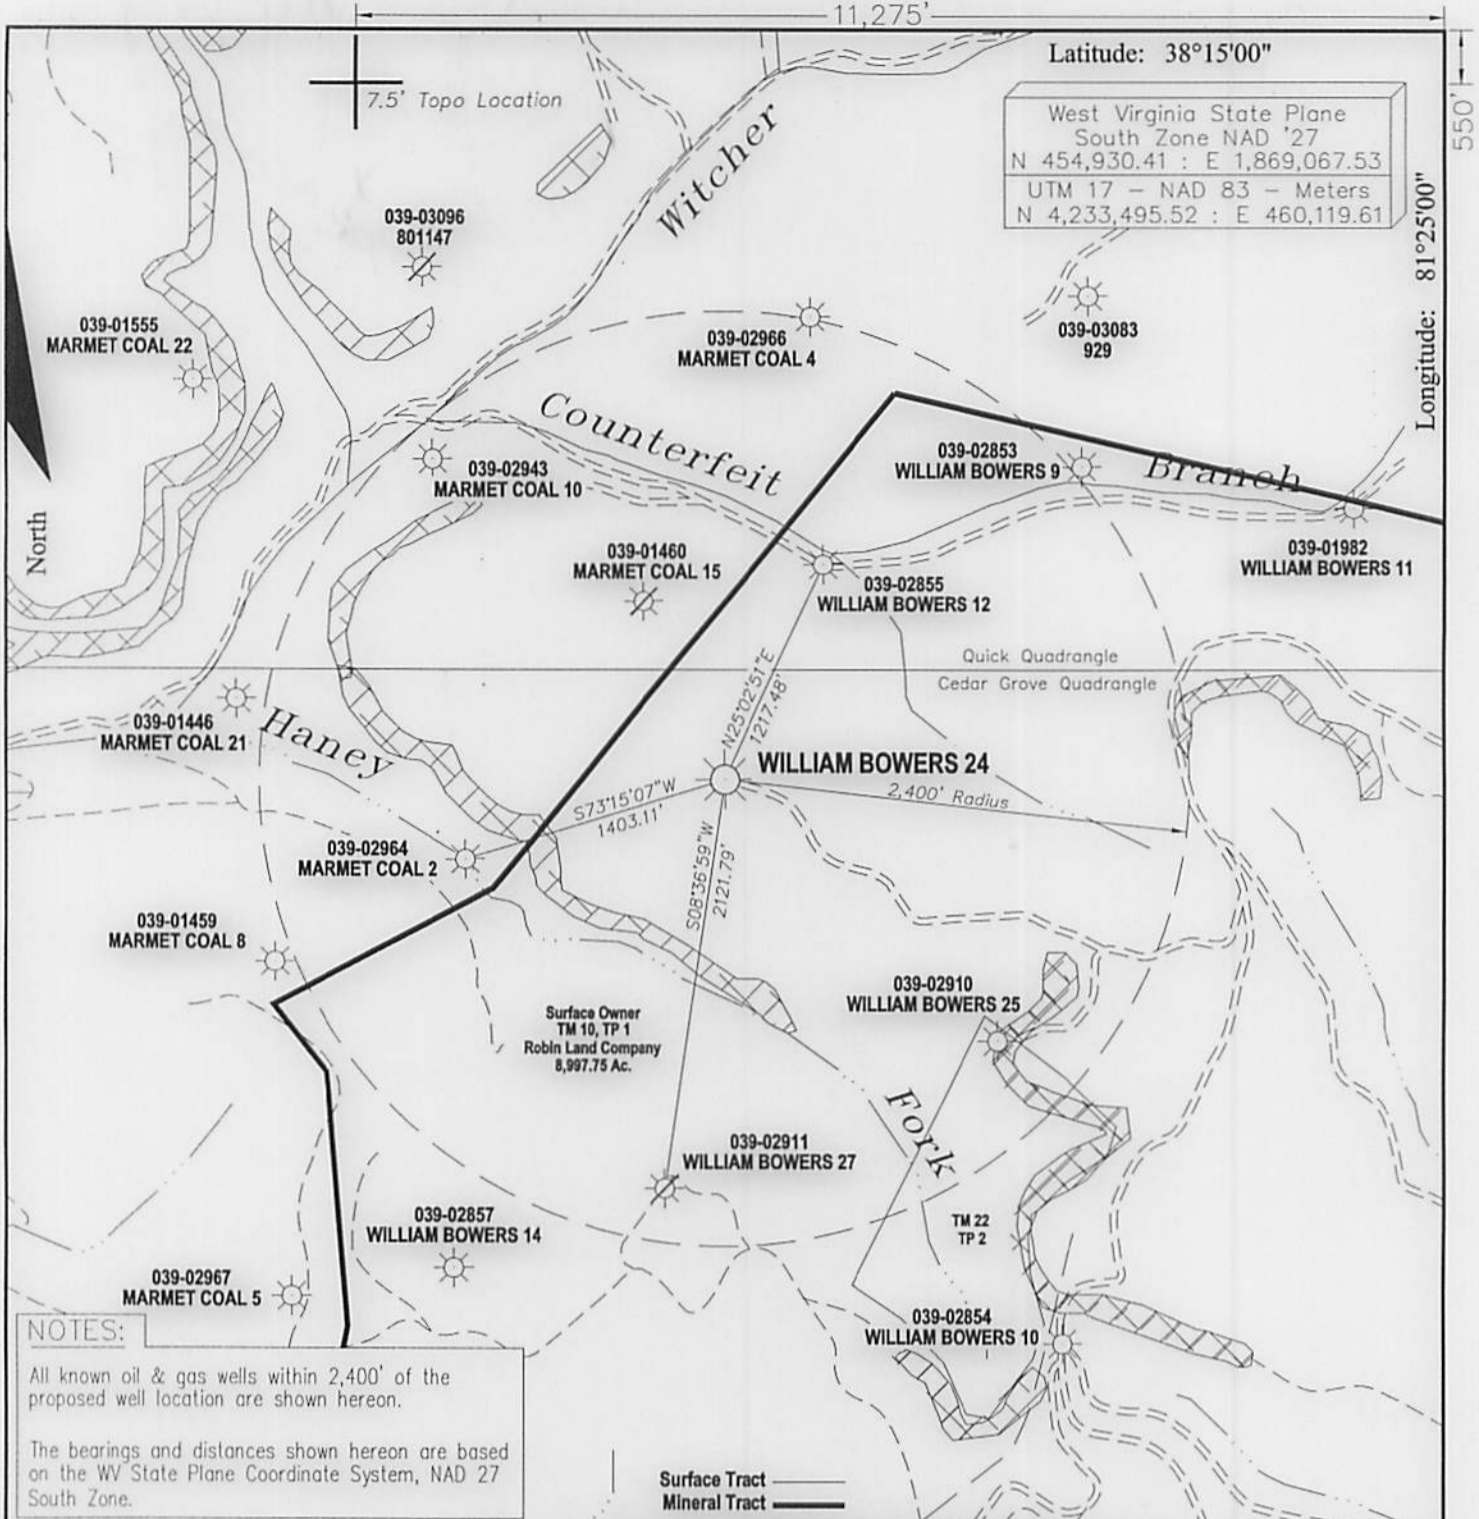 11,275'
Latitude: 38°15'00"
550'
7.5' Topo Location
West Virginia State Plane
South Zone NAD '27
N 454,930.41 : E 1,869,067.53
UTM 17 - NAD 83 - Meters
N 4,233,495.52 : E 460,119.61
Longitude: 81°25'00"
Witcher
039-03096
801147
039-01555
MARMET COAL 22
039-02966
MARMET COAL 4
039-03083
929
Counterfeit
Branch
039-02943
MARMET COAL 10
039-02853
WILLIAM BOWERS 9
North
039-01460
MARMET COAL 15
039-01982
WILLIAM BOWERS 11
039-02855
WILLIAM BOWERS 12
Quick Quadrangle
Cedar Grove Quadrangle
N25°02'51"E
1217.48'
039-01446
MARMET COAL 21
Haney
WILLIAM BOWERS 24
2,400' Radius
S73°15'07"W
1403.11'
039-02964
MARMET COAL 2
S08°36'59"W
2121.79'
039-01459
MARMET COAL 8
039-02910
WILLIAM BOWERS 25
Surface Owner
TM 10, TP 1
Robin Land Company
8,997.75 Ac.
Fork
039-02911
WILLIAM BOWERS 27
039-02857
WILLIAM BOWERS 14
TM 22
TP 2
039-02967
MARMET COAL 5
039-02854
WILLIAM BOWERS 10
NOTES:
All known oil & gas wells within 2,400' of the
proposed well location are shown hereon.
The bearings and distances shown hereon are based
on the WV State Plane Coordinate System, NAD 27
South Zone.
Surface Tract
Mineral Tract